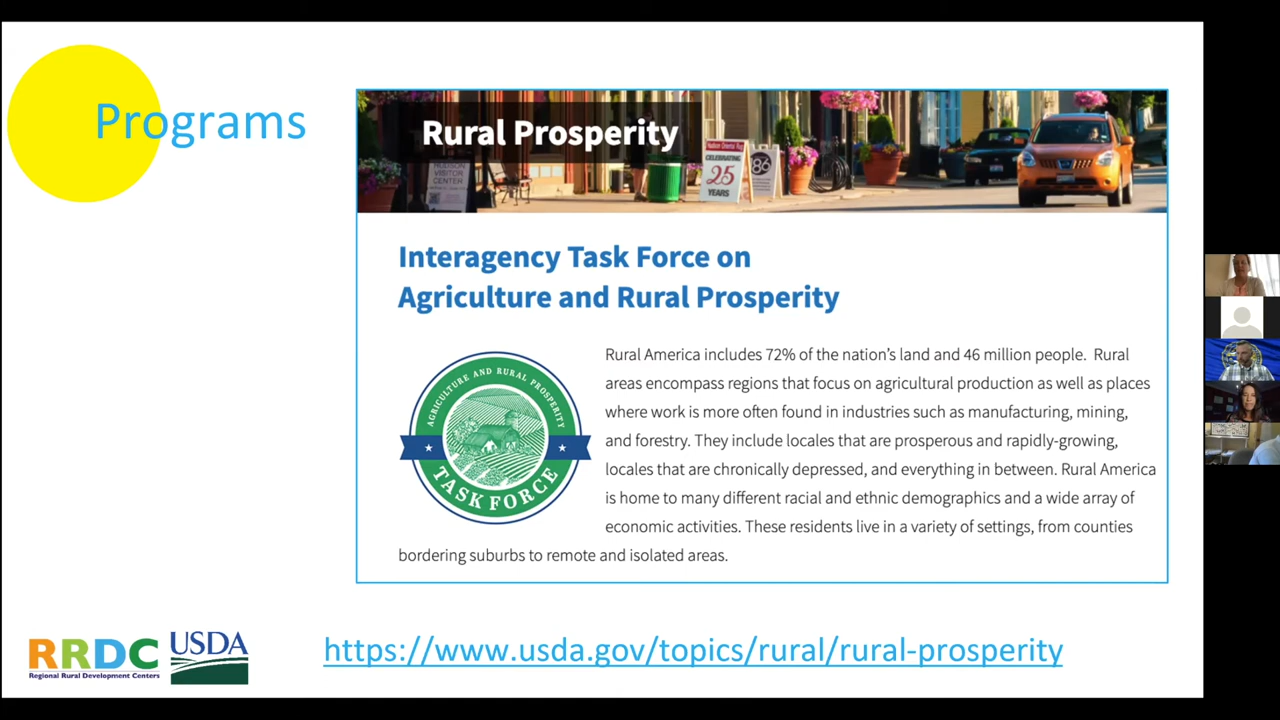 Programs
Rural Prosperity
HUDSON
VISITOR
CENTER
CELEBRATING
25
YEARS
86
Interagency Task Force on
Agriculture and Rural Prosperity
AGRICULTURE AND RURAL PROSPERITY
TASK FORCE
Rural America includes 72% of the nation's land and 46 million people. Rural
areas encompass regions that focus on agricultural production as well as places
where work is more often found in industries such as manufacturing, mining,
and forestry. They include locales that are prosperous and rapidly-growing,
locales that are chronically depressed, and everything in between. Rural America
is home to many different racial and ethnic demographics and a wide array of
economic activities. These residents live in a variety of settings, from counties
bordering suburbs to remote and isolated areas.
RRDC
Regional Rural Development Centers
USDA
https://www.usda.gov/topics/rural/rural-prosperity